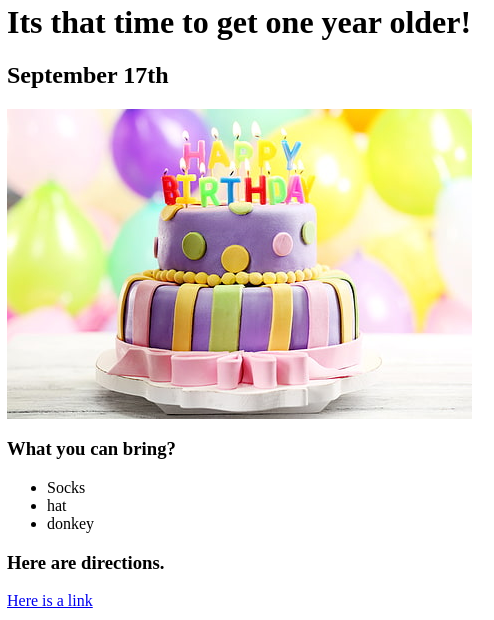 Its that time to get one year older!
September 17th
HAPPY
BIRTHDAY
What you can bring?
Socks
hat
donkey
Here are directions.
Here is a link